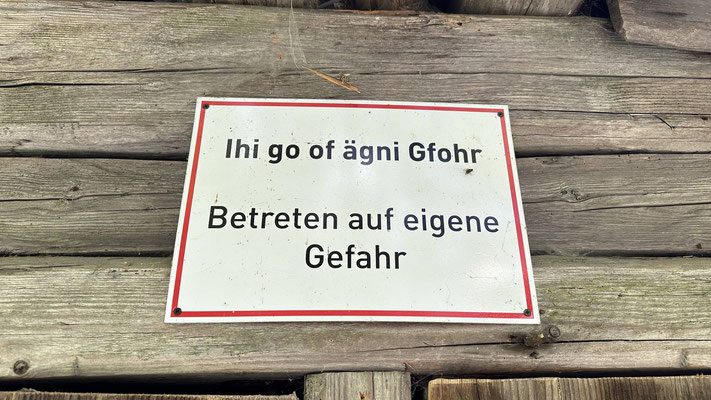 Ihi go of ägni Gfohr
Betreten auf eigene
Gefahr